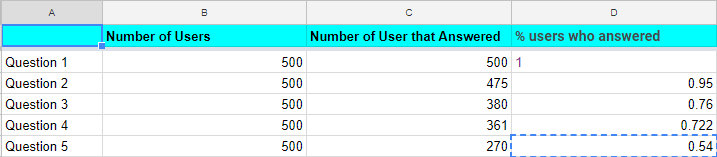 A B C D
Number of Users Number of User that Answered % users who answered
Question 1 500 500 1
Question 2 500 475 0.95
Question 3 500 380 0.76
Question 4 500 361 0.722
Question 5 500 270 0.54